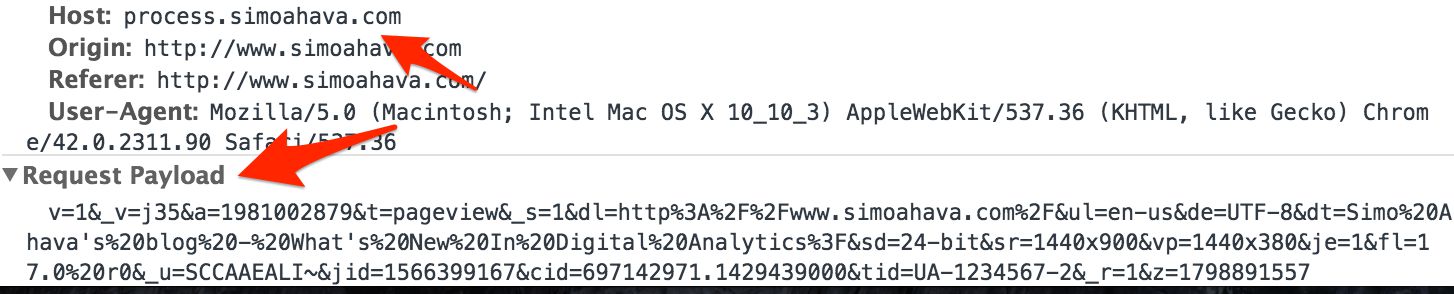 Host: process.simoahava.com
Origin: http://www.simoahava.com
Referer: http://www.simoahava.com/
User-Agent: Mozilla/5.0 (Macintosh; Intel Mac OS X 10_10_3) AppleWebKit/537.36 (KHTML, like Gecko) Chrom
e/42.0.2311.90 Safari/537.36
Request Payload
v=1&_v=j35&a=1981002879&t=pageview&_s=1&dl=http%3A%2F%2Fwww.simoahava.com%2F&ul=en-us&de=UTF-8&dt=Simo%20A
hava's%20blog%20-%20What's%20New%20In%20Digital%20Analytics%3F&sd=24-bit&sr=1440x900&vp=1440x380&je=1&fl=1
7.0%20r0&_u=SCCAAEALI~&jid=1566399167&cid=697142971.1429439000&tid=UA-1234567-2&_r=1&z=1798891557